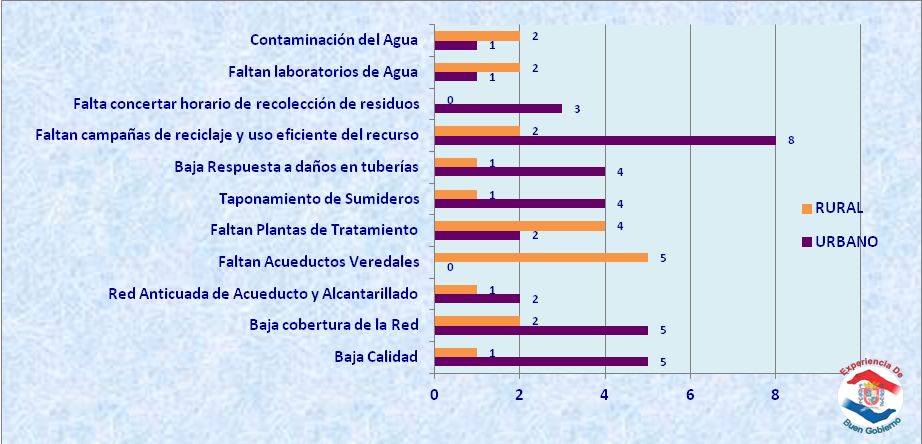 Contaminación del Agua 2 1
Faltan laboratorios de Agua 2 1
Falta concertar horario de recolección de residuos 0 3
Faltan campañas de reciclaje y uso eficiente del recurso 2 8
Baja Respuesta a daños en tuberías 1 4
Taponamiento de Sumideros 1 4
Faltan Plantas de Tratamiento 4 2
Faltan Acueductos Veredales 5 0
Red Anticuada de Acueducto y Alcantarillado 1 2
Baja cobertura de la Red 2 5
Baja Calidad 1 5
0 2 4 6 8
RURAL
URBANO
Experiencia De
Buen Gobierno